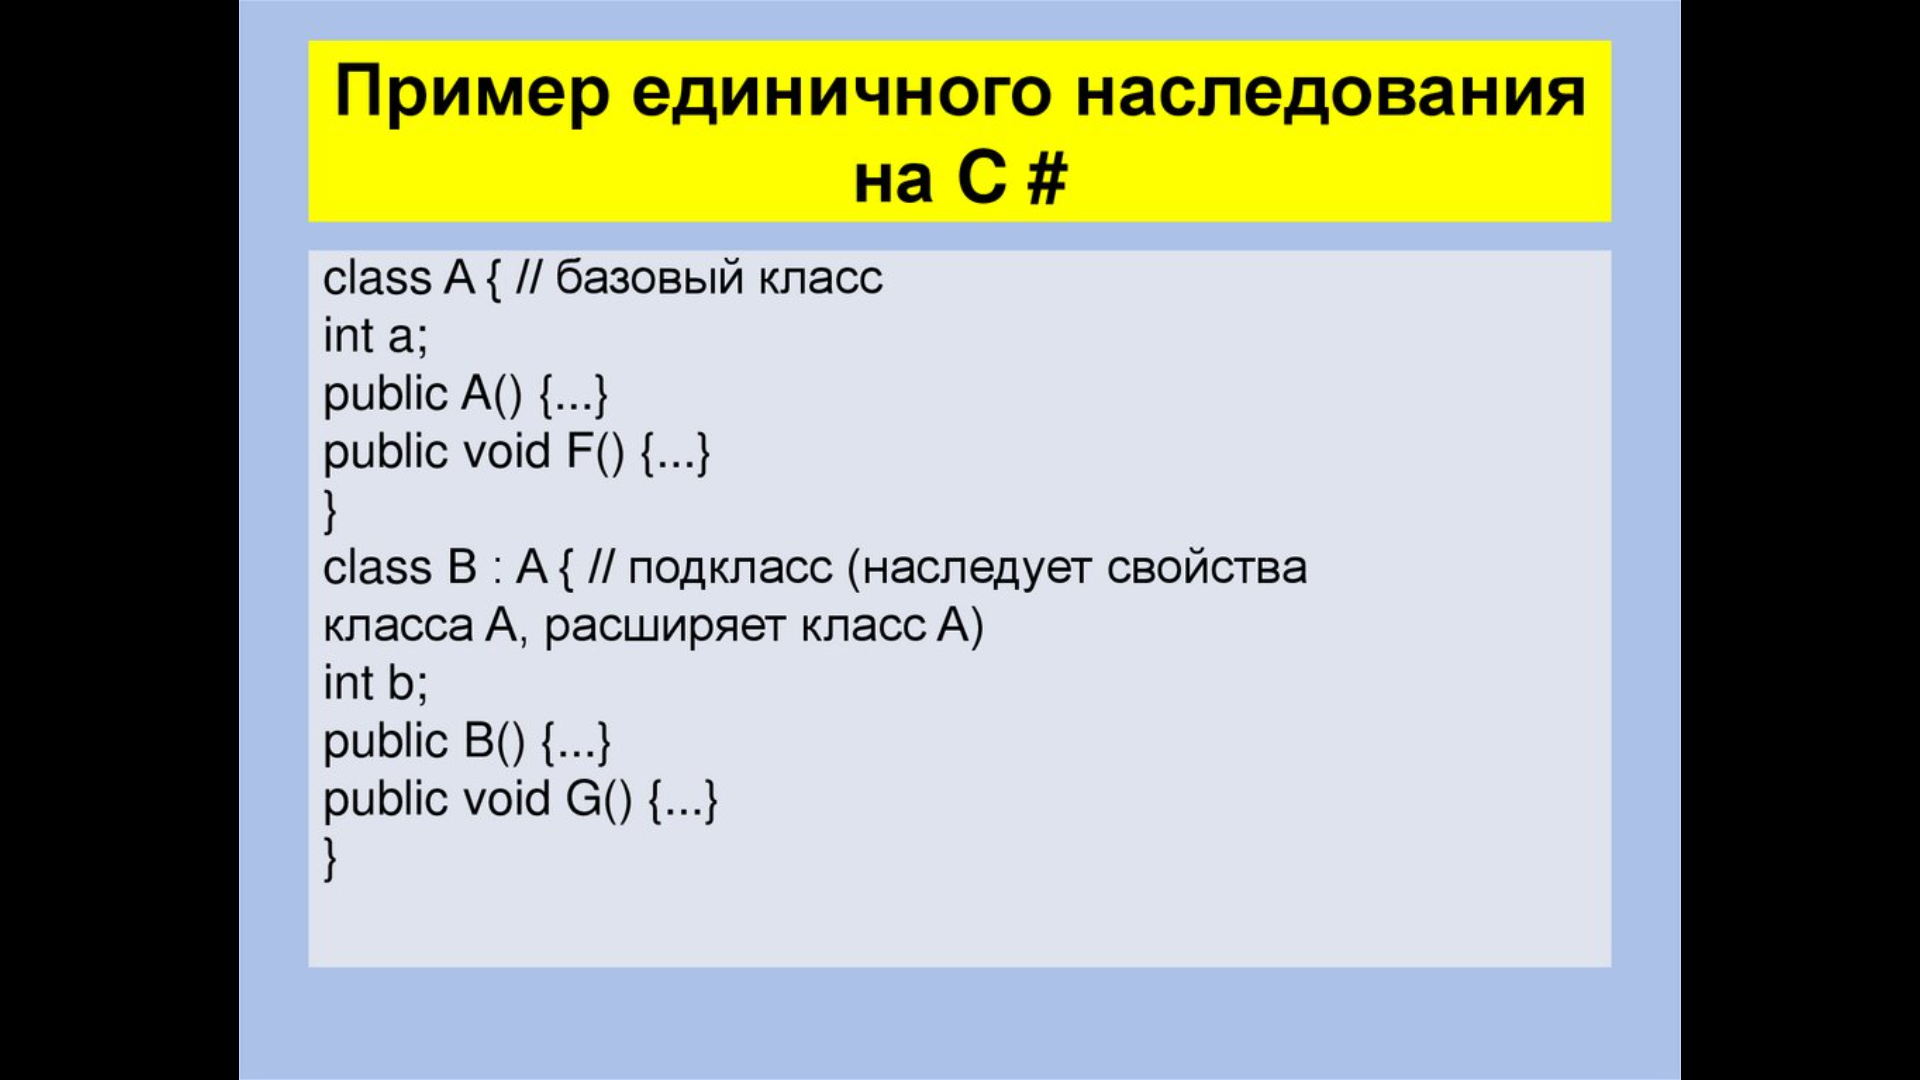 Пример единичного наследования
на C #
class A { // базовый класс
int a;
public A() {...}
public void F() {...}
}
class B : A { // подкласс (наследует свойства
класса A, расширяет класс A)
int b;
public B() {...}
public void G() {...}
}